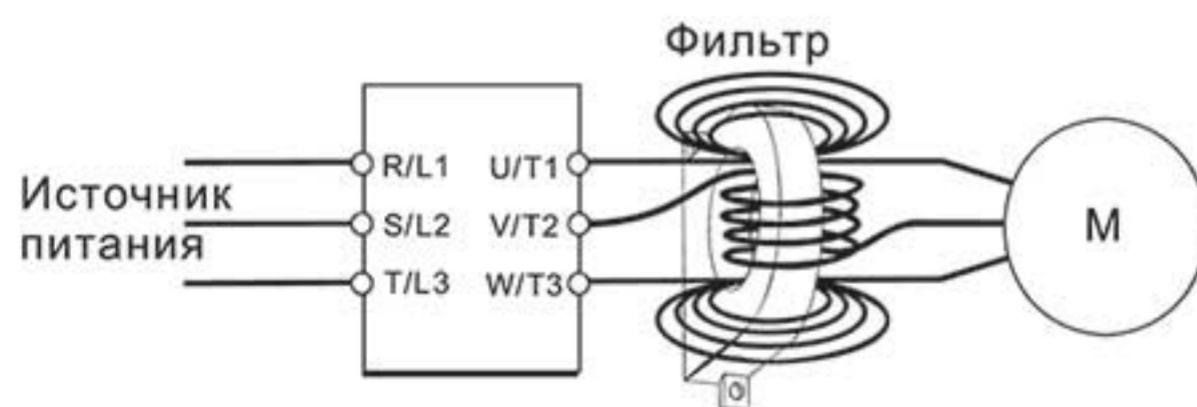 Фильтр
R/L1 U/T1
Источник
питания
S/L2 V/T2
T/L3 W/T3
M